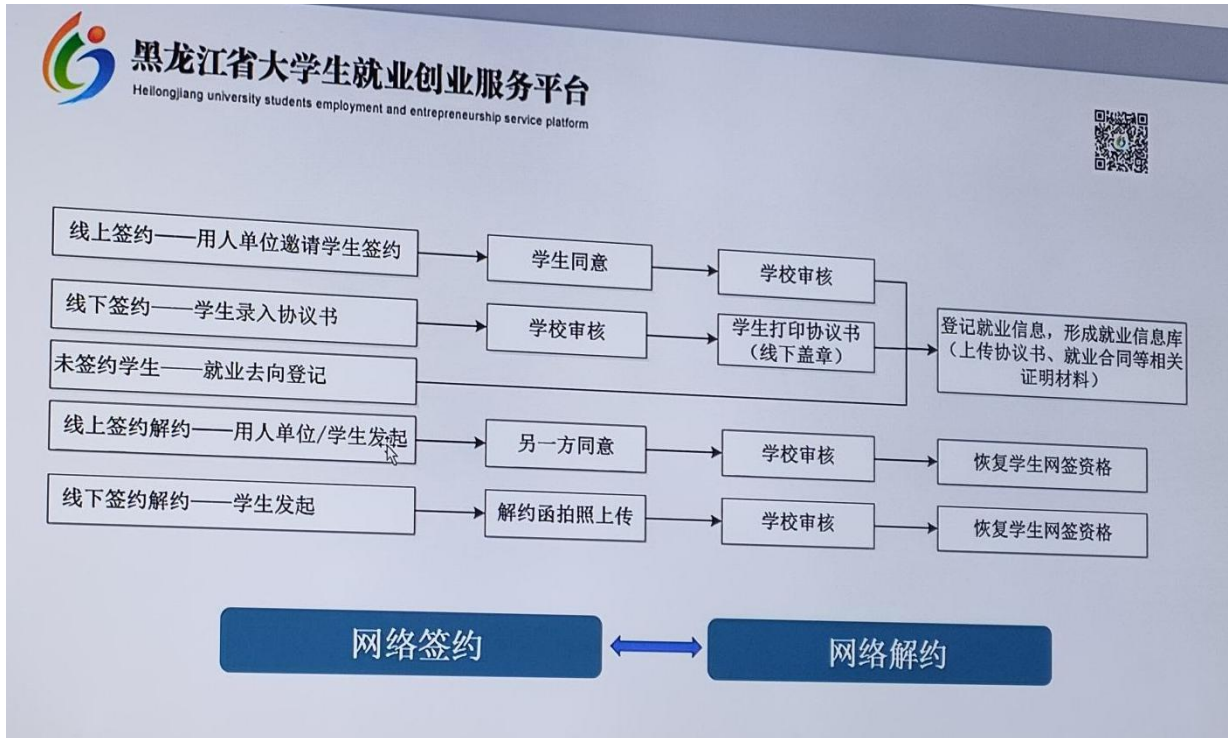 黑龙江省大学生就业创业服务平台
Heilongjiang university students employment and entrepreneurship service platform
线上签约——用人单位邀请学生签约
学生同意
学校审核
线下签约——学生录入协议书
学校审核
学生打印协议书
（线下盖章）
未签约学生——就业去向登记
登记就业信息，形成就业信息库
（上传协议书、就业合同等相关
证明材料）
线上签约解约——用人单位/学生发起
另一方同意
学校审核
恢复学生网签资格
线下签约解约——学生发起
解约函拍照上传
学校审核
恢复学生网签资格
网络签约
网络解约